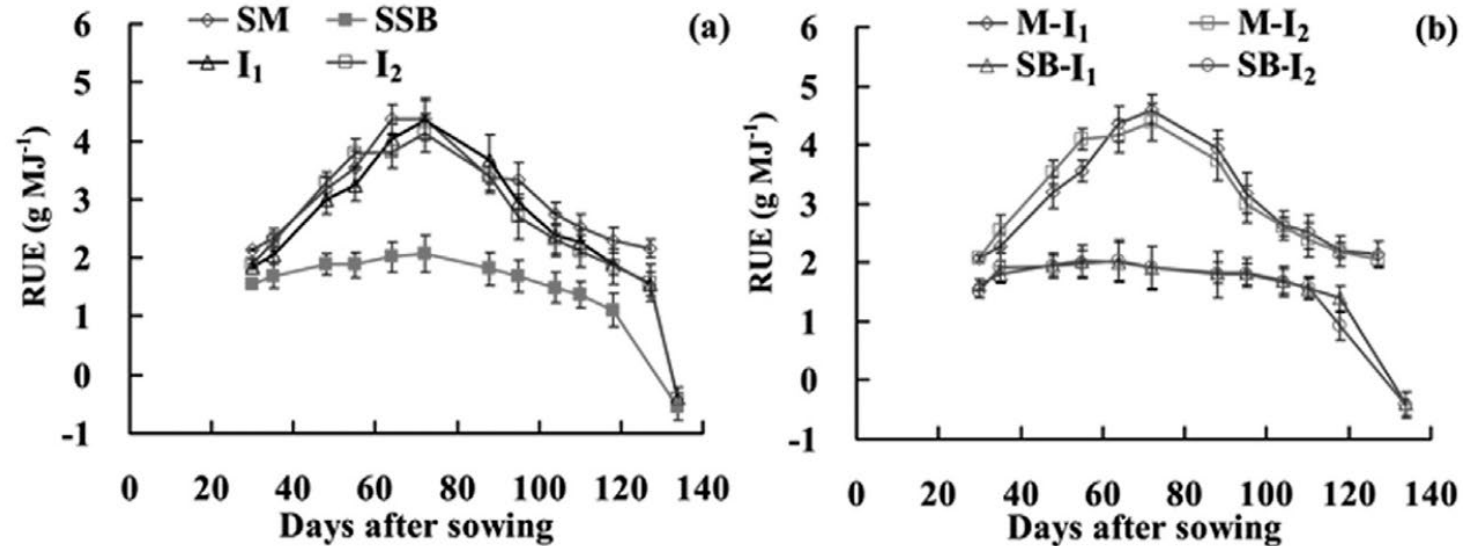 SM SSB (a)
I₁ I₂
RUE (g MJ⁻¹)
6
5
4
3
2
1
0
-1
0 20 40 60 80 100 120 140
Days after sowing
M-I₁ M-I₂ (b)
SB-I₁ SB-I₂
RUE (g MJ⁻¹)
6
5
4
3
2
1
0
-1
0 20 40 60 80 100 120 140
Days after sowing